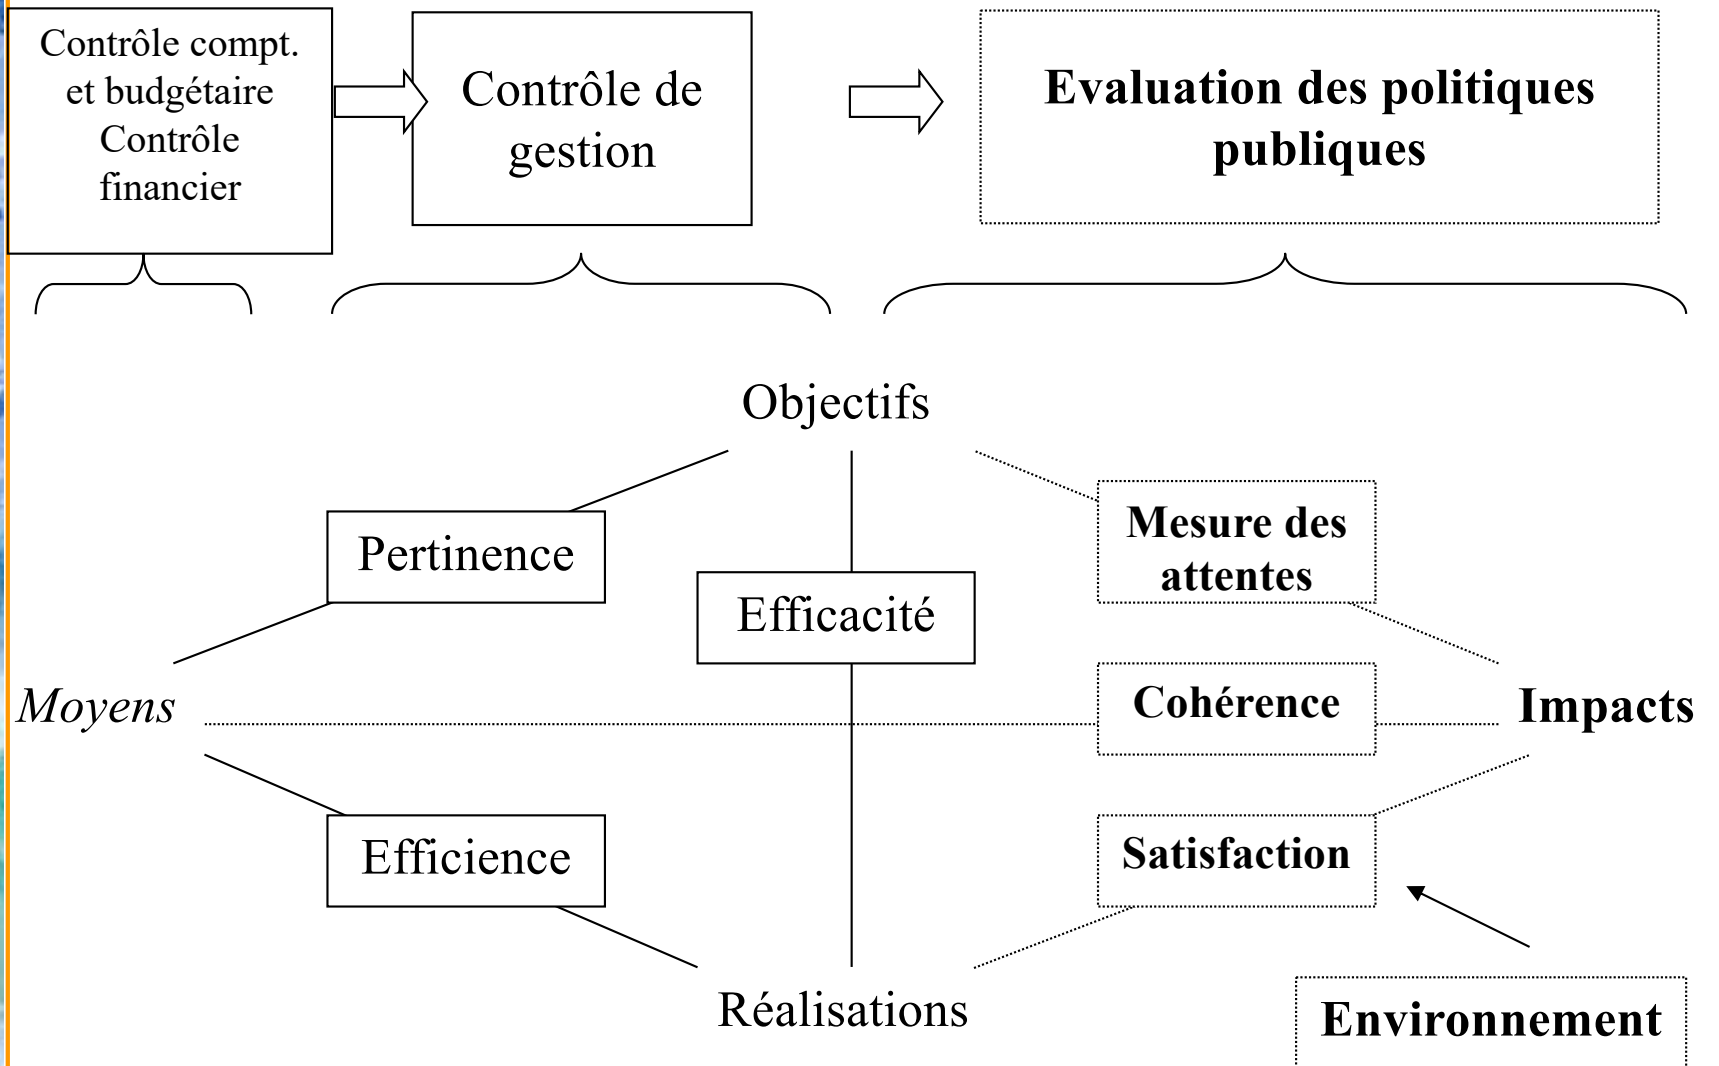 Contrôle compt.
et budgétaire
Contrôle
financier
Contrôle de
gestion
Evaluation des politiques
publiques
Objectifs
Pertinence
Mesure des
attentes
Efficacité
Moyens
Cohérence
Impacts
Efficience
Satisfaction
Réalisations
Environnement